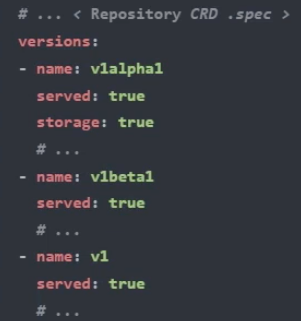 # ... < Repository CRD .spec >
versions:
- name: v1alpha1
  served: true
  storage: true
  # ...
- name: v1beta1
  served: true
  # ...
- name: v1
  served: true
  # ...